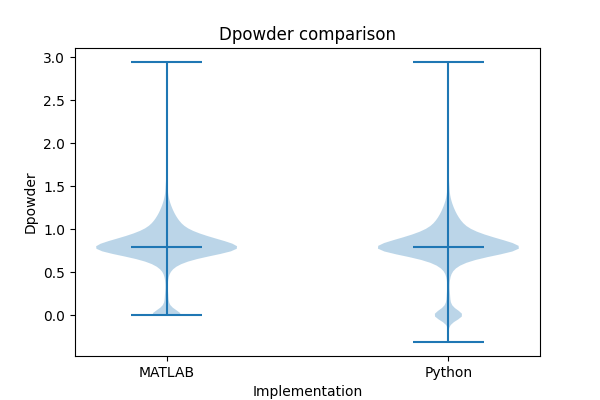 Dpowder comparison
3.0
2.5
2.0
1.5
1.0
0.5
0.0
Dpowder
MATLAB
Python
Implementation